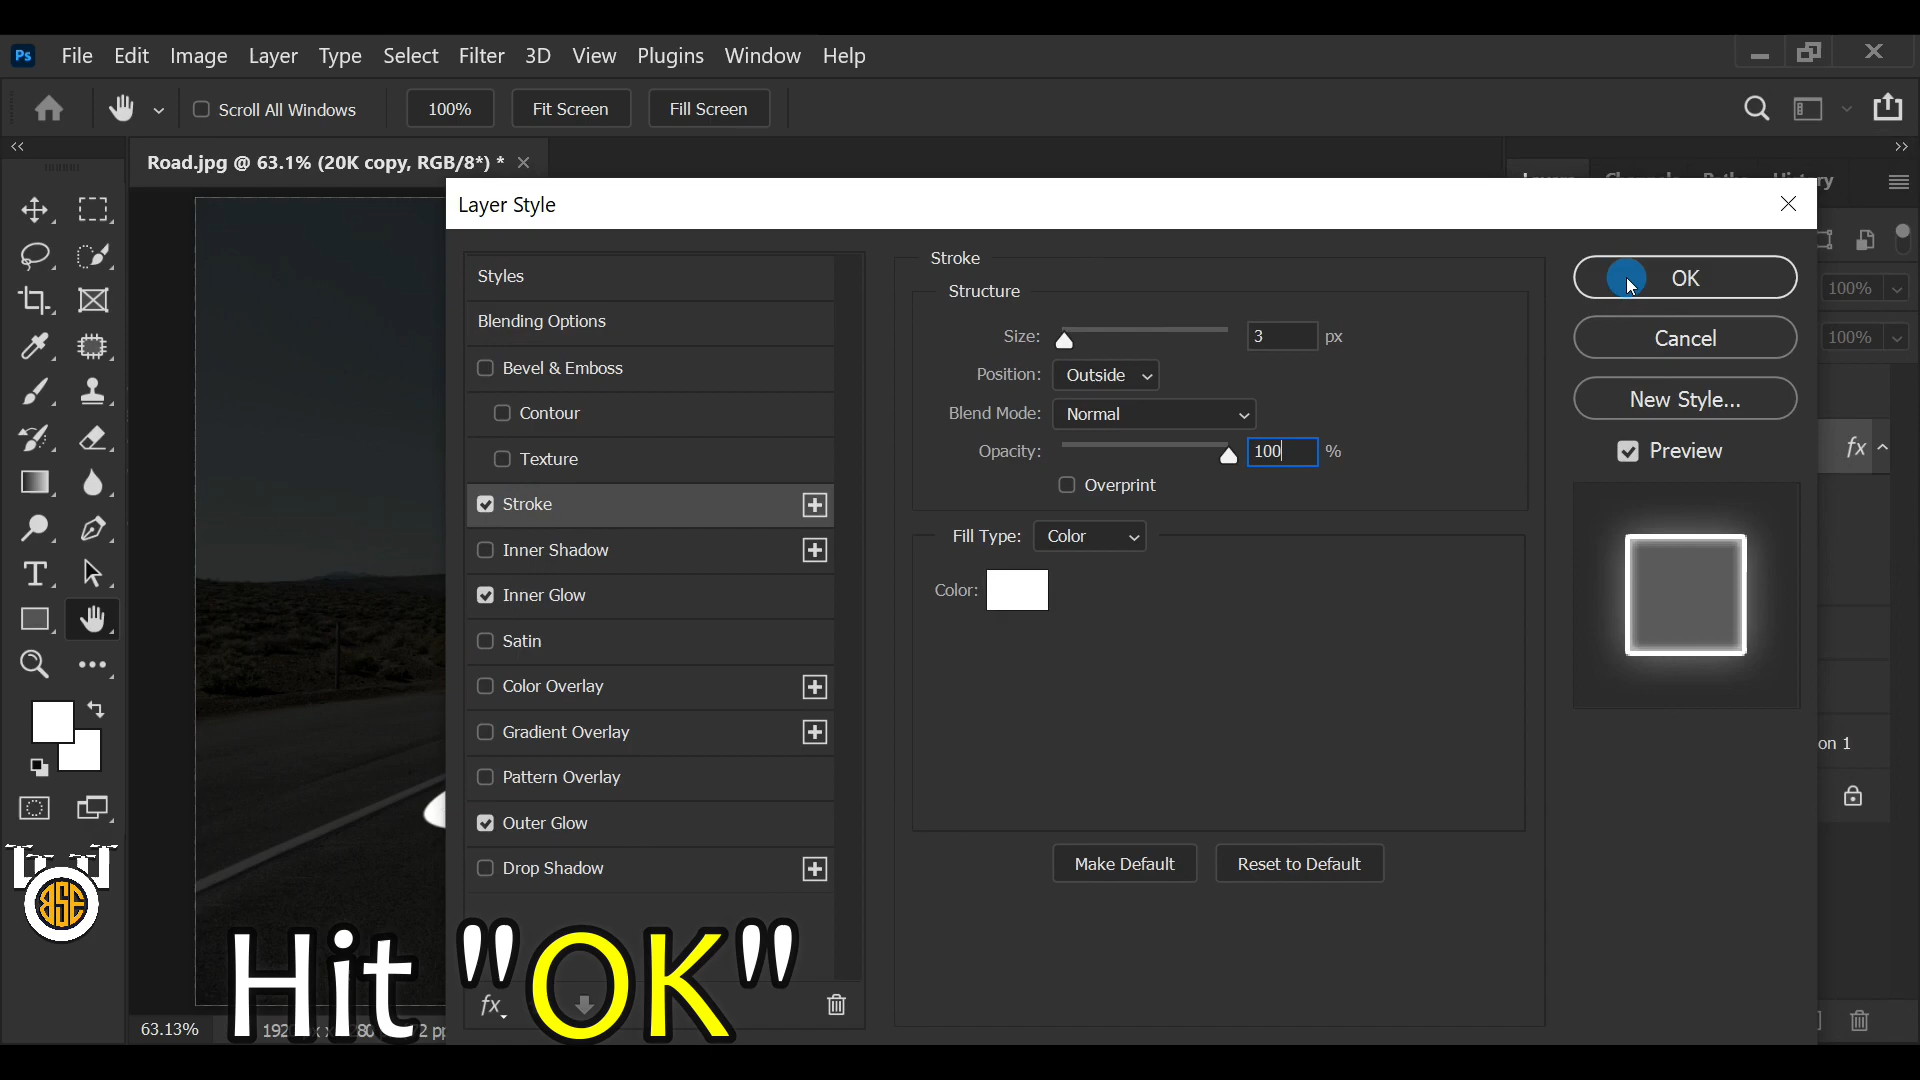 Ps File Edit Image Layer Type Select Filter 3D View Plugins Window Help
Scroll All Windows 100% Fit Screen Fill Screen
Road.jpg @ 63.1% (20K copy, RGB/8*) *
Layer Style
Styles
Blending Options
Bevel & Emboss
Contour
Texture
Stroke
Inner Shadow
Inner Glow
Satin
Color Overlay
Gradient Overlay
Pattern Overlay
Outer Glow
Drop Shadow
fx
Stroke
Structure
Size: 3 px
Position: Outside
Blend Mode: Normal
Opacity: 100 %
Overprint
Fill Type: Color
Color:
Make Default Reset to Default
OK
Cancel
New Style...
Preview
100%
100%
fx
on 1
BSE
63.13%
Hit "OK"